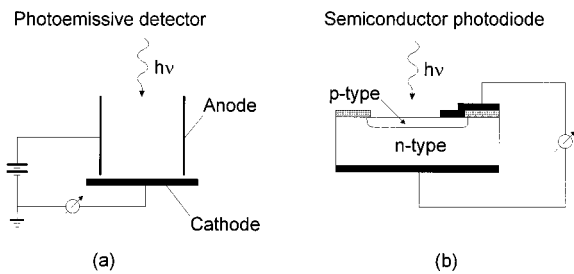 Photoemissive detector
hν
Anode
Cathode
(a)
Semiconductor photodiode
hν
p-type
n-type
(b)